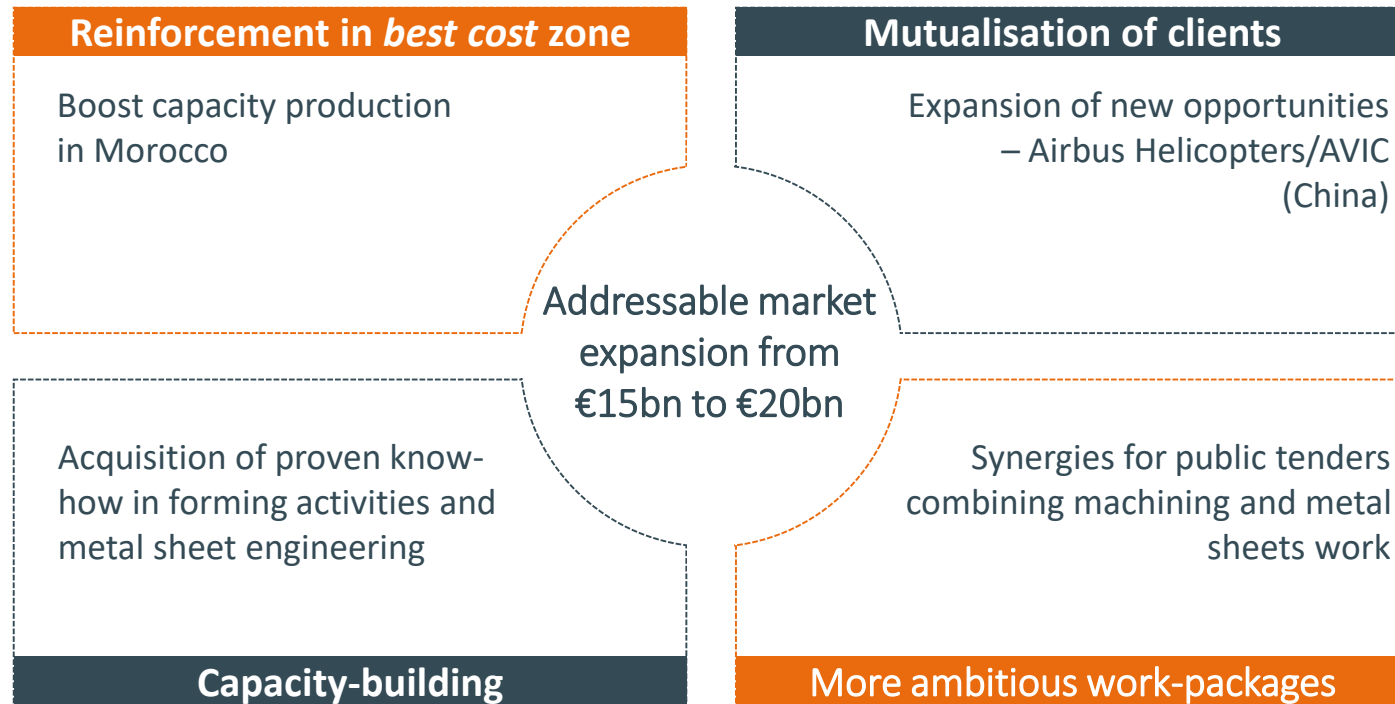 Reinforcement in best cost zone
Boost capacity production
in Morocco
Mutualisation of clients
Expansion of new opportunities
– Airbus Helicopters/AVIC
(China)
Addressable market
expansion from
€15bn to €20bn
Acquisition of proven know-
how in forming activities and
metal sheet engineering
Capacity-building
Synergies for public tenders
combining machining and metal
sheets work
More ambitious work-packages